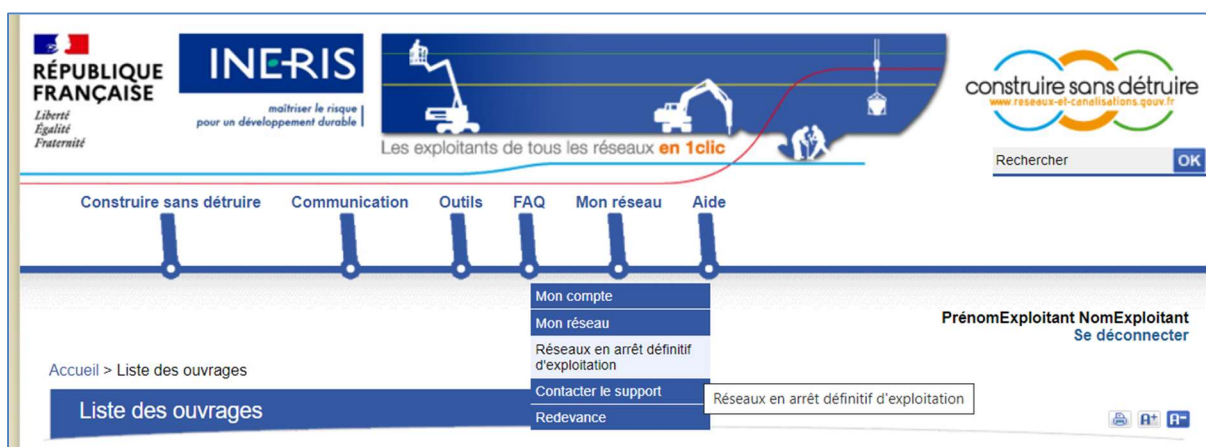 RÉPUBLIQUE
FRANÇAISE
Liberté
Égalité
Fraternité
INERIS
maîtriser le risque
pour un développement durable
Les exploitants de tous les réseaux en 1clic
construire sans détruire
www.reseaux-et-canalisations.gouv.fr
Rechercher OK
Construire sans détruire Communication Outils FAQ Mon réseau Aide
Mon compte
Mon réseau
Réseaux en arrêt définitif
d'exploitation
Contacter le support
Redevance
Réseaux en arrêt définitif d'exploitation
PrénomExploitant NomExploitant
Se déconnecter
Accueil > Liste des ouvrages
Liste des ouvrages
A+ A-